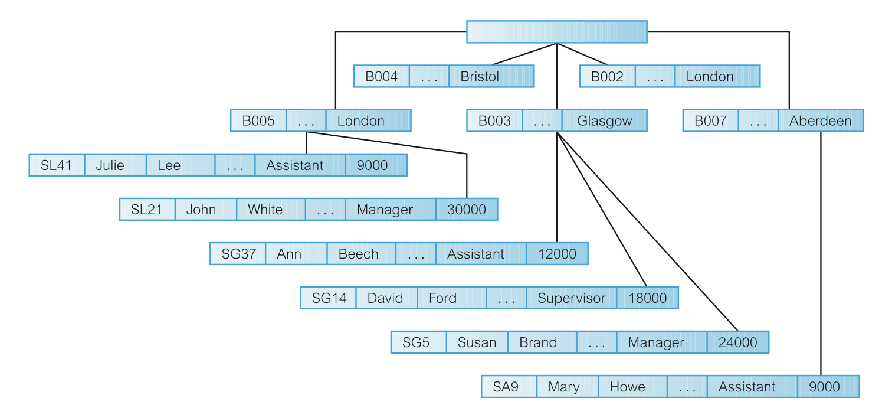 B004 ... Bristol
B002 ... London
B005 ... London
B003 ... Glasgow
B007 ... Aberdeen
SL41 Julie Lee ... Assistant 9000
SL21 John White ... Manager 30000
SG37 Ann Beech ... Assistant 12000
SG14 David Ford ... Supervisor 18000
SG5 Susan Brand ... Manager 24000
SA9 Mary Howe ... Assistant 9000